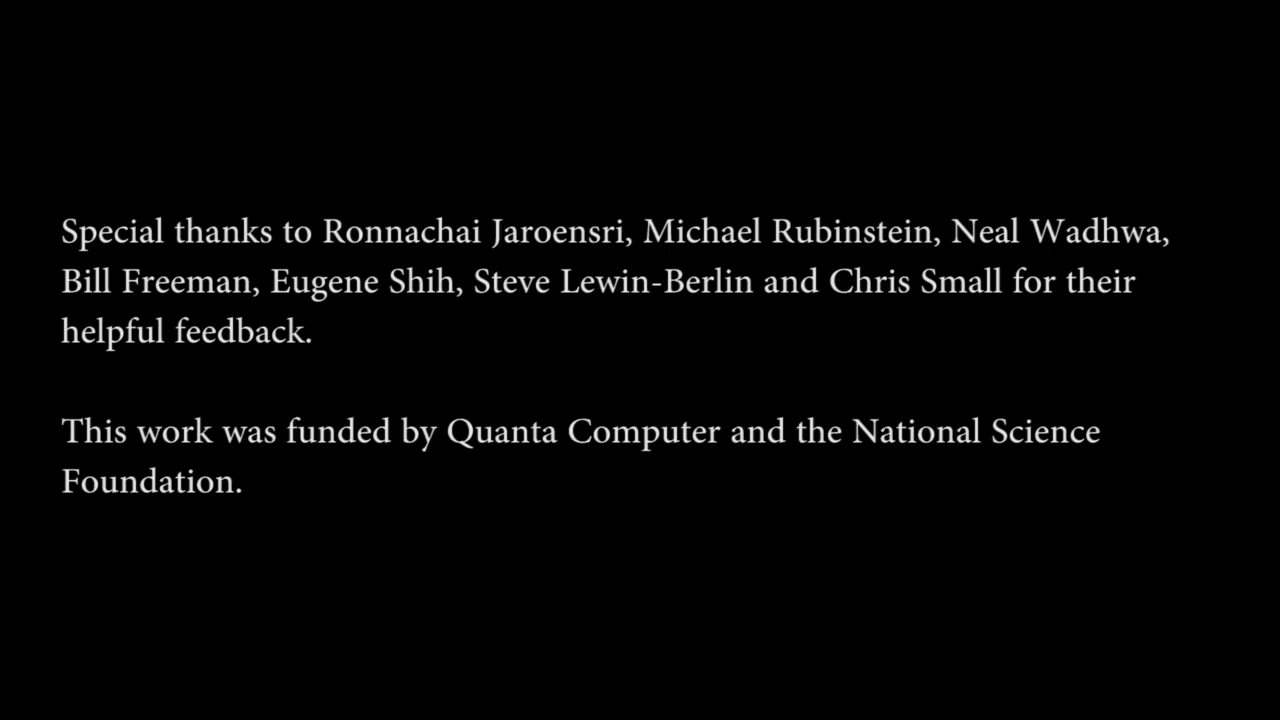 Special thanks to Ronnachai Jaroensri, Michael Rubinstein, Neal Wadhwa,
Bill Freeman, Eugene Shih, Steve Lewin-Berlin and Chris Small for their
helpful feedback.
This work was funded by Quanta Computer and the National Science
Foundation.